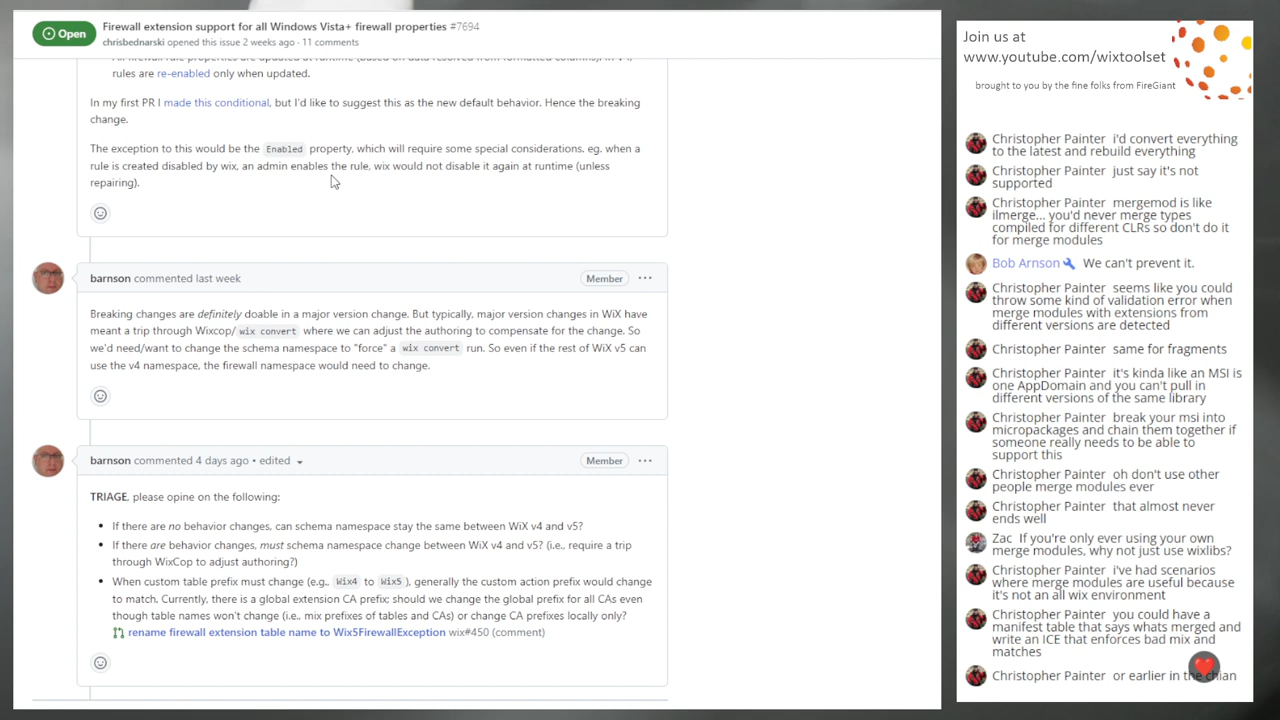 Open
Firewall extension support for all Windows Vista+ firewall properties #7694
chrisbednarski opened this issue 2 weeks ago · 11 comments
rules are re-enabled only when updated.
In my first PR I made this conditional, but I'd like to suggest this as the new default behavior. Hence the breaking
change.
The exception to this would be the Enabled property, which will require some special considerations, eg. when a
rule is created disabled by wix, an admin enables the rule, wix would not disable it again at runtime (unless
repairing).
barnson commented last week
Member
Breaking changes are definitely doable in a major version change. But typically, major version changes in WiX have
meant a trip through Wixcop/ wix convert where we can adjust the authoring to compensate for the change. So
we'd need/want to change the schema namespace to "force" a wix convert run. So even if the rest of WiX v5 can
use the v4 namespace, the firewall namespace would need to change.
barnson commented 4 days ago • edited
Member
TRIAGE, please opine on the following:
• If there are no behavior changes, can schema namespace stay the same between WiX v4 and v5?
• If there are behavior changes, must schema namespace change between WiX v4 and v5? (i.e., require a trip
through WixCop to adjust authoring?)
• When custom table prefix must change (e.g., Wix4 to Wix5), generally the custom action prefix would change
to match. Currently, there is a global extension CA prefix; should we change the global prefix for all CAs even
though table names won't change (i.e., mix prefixes of tables and CAs) or change CA prefixes locally only?
rename firewall extension table name to Wix5FirewallException wix#450 (comment)
Join us at
www.youtube.com/wixtoolset
brought to you by the fine folks from FireGiant
Christopher Painter i'd convert everything
to the latest and rebuild everything
Christopher Painter just say it's not
supported
Christopher Painter mergemod is like
ilmerge... you'd never merge types
compiled for different CLRs so don't do it
for merge modules
Bob Arnson We can't prevent it.
Christopher Painter seems like you could
throw some kind of validation error when
merge modules with extensions from
different versions are detected
Christopher Painter same for fragments
Christopher Painter it's kinda like an MSI is
one AppDomain and you can't pull in
different versions of the same library
Christopher Painter break your msi into
micropackages and chain them together if
someone really needs to be able to
support this
Christopher Painter oh don't use other
people merge modules ever
Christopher Painter that almost never
ends well
Zac If you're only ever using your own
merge modules, why not just use wixlibs?
Christopher Painter i've had scenarios
where merge modules are useful because
it's not an all wix environment
Christopher Painter you could have a
manifest table that says whats merged and
write an ICE that enforces bad mix and
matches
Christopher Painter or earlier in the chian